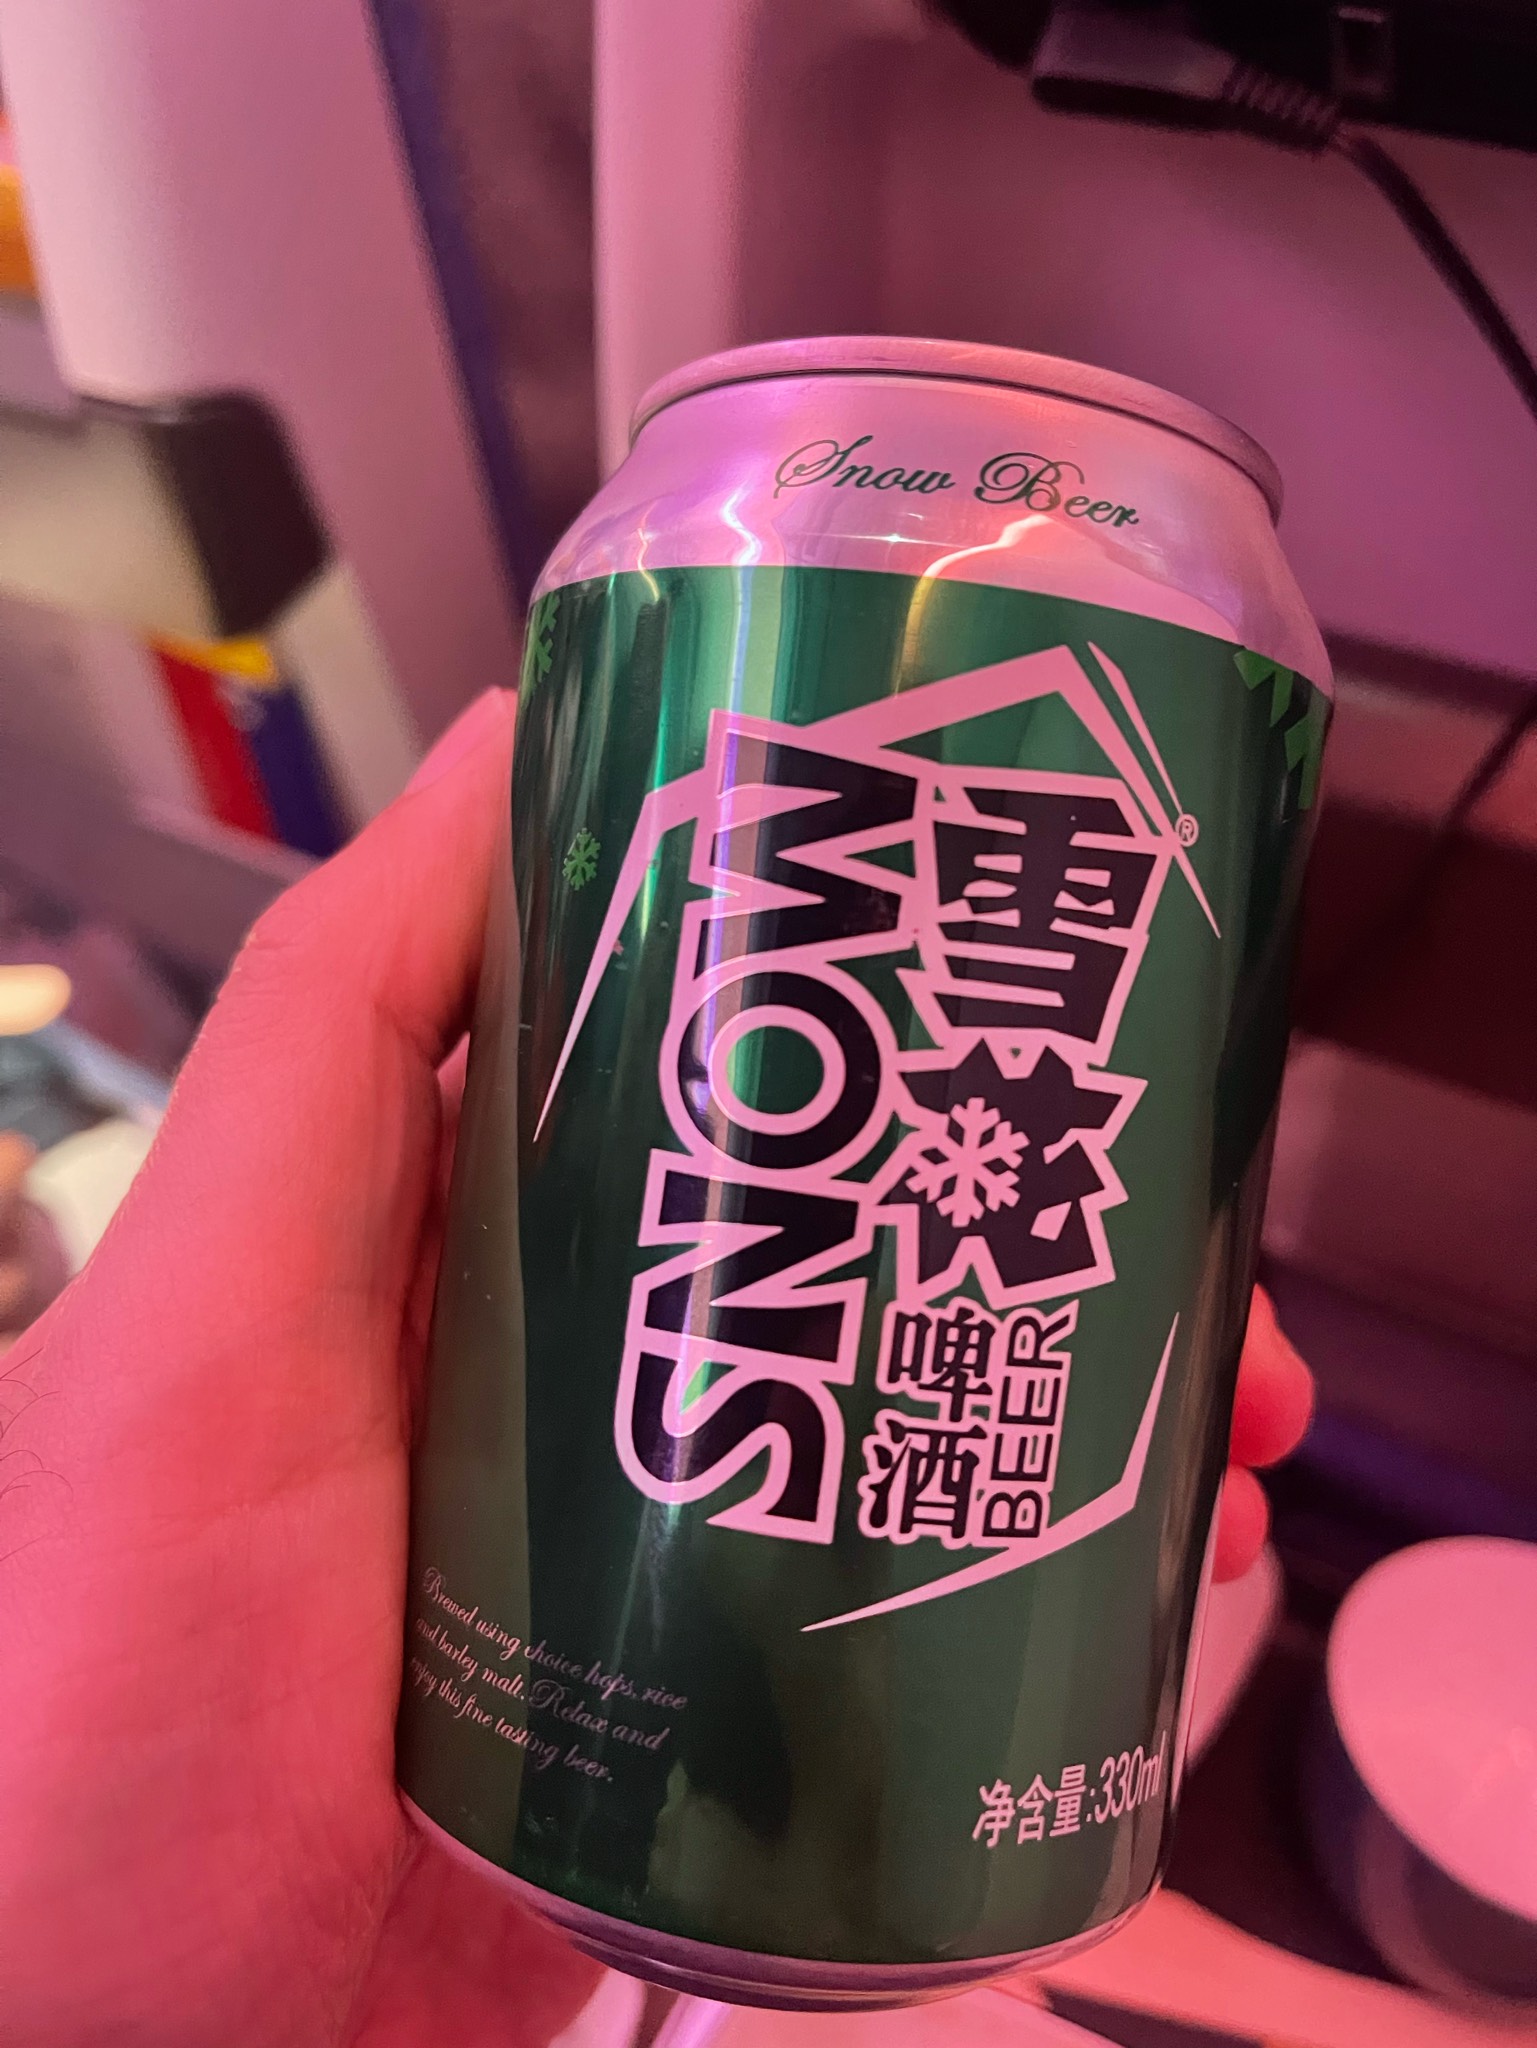 Snow Beer
雪花
®
啤酒
BEER
SNOW
Brewed using choice hops, rice
and barley malt. Relax and
enjoy this fine tasting beer.
净含量:330ml